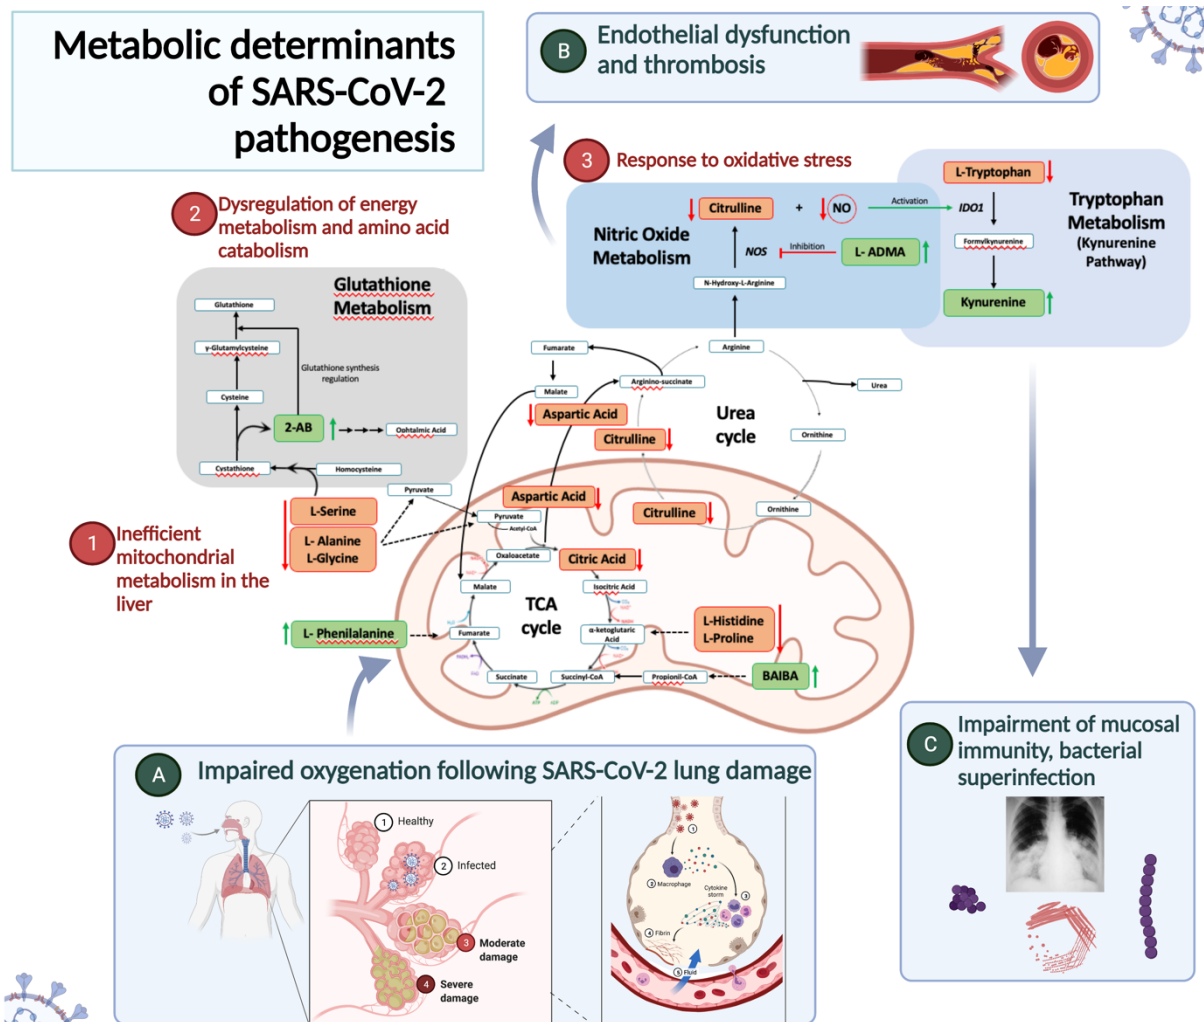 Metabolic determinants
of SARS-CoV-2
pathogenesis
B
Endothelial dysfunction
and thrombosis
3
Response to oxidative stress
Citrulline
+
NO
Activation
Nitric Oxide
Metabolism
NOS
Inhibition
L- ADMA
N-Hydroxy-L-Arginine
L-Tryptophan
IDO1
Formylkynurenine
Kynurenine
Tryptophan
Metabolism
(Kynurenine
Pathway)
2
Dysregulation of energy
metabolism and amino acid
catabolism
Glutathione
Metabolism
Glutathione
γ-Glutamylcysteine
Glutathione synthesis
regulation
Cysteine
2-AB
Ophtalmic Acid
Cystathione
Homocysteine
Fumarate
Malate
Arginine
Arginino-succinate
Urea
Aspartic Acid
Citrulline
Urea
cycle
Ornithine
Ornithine
1
Inefficient
mitochondrial
metabolism in the
liver
L-Serine
L- Alanine
L-Glycine
Pyruvate
Pyruvate
Acetyl-CoA
Aspartic Acid
Citrulline
Oxaloacetate
Citric Acid
Malate
Isocitric Acid
TCA
cycle
L- Phenilalanine
Fumarate
α-ketoglutaric
Acid
L-Histidine
L-Proline
Succinate
Succinyl-CoA
Propionil-CoA
BAIBA
A
Impaired oxygenation following SARS-CoV-2 lung damage
1
Healthy
2
Infected
3
Moderate
damage
4
Severe
damage
1
2
Macrophage
Cytokine
storm
3
4
Fibrin
5
Fluid
C
Impairment of mucosal
immunity, bacterial
superinfection